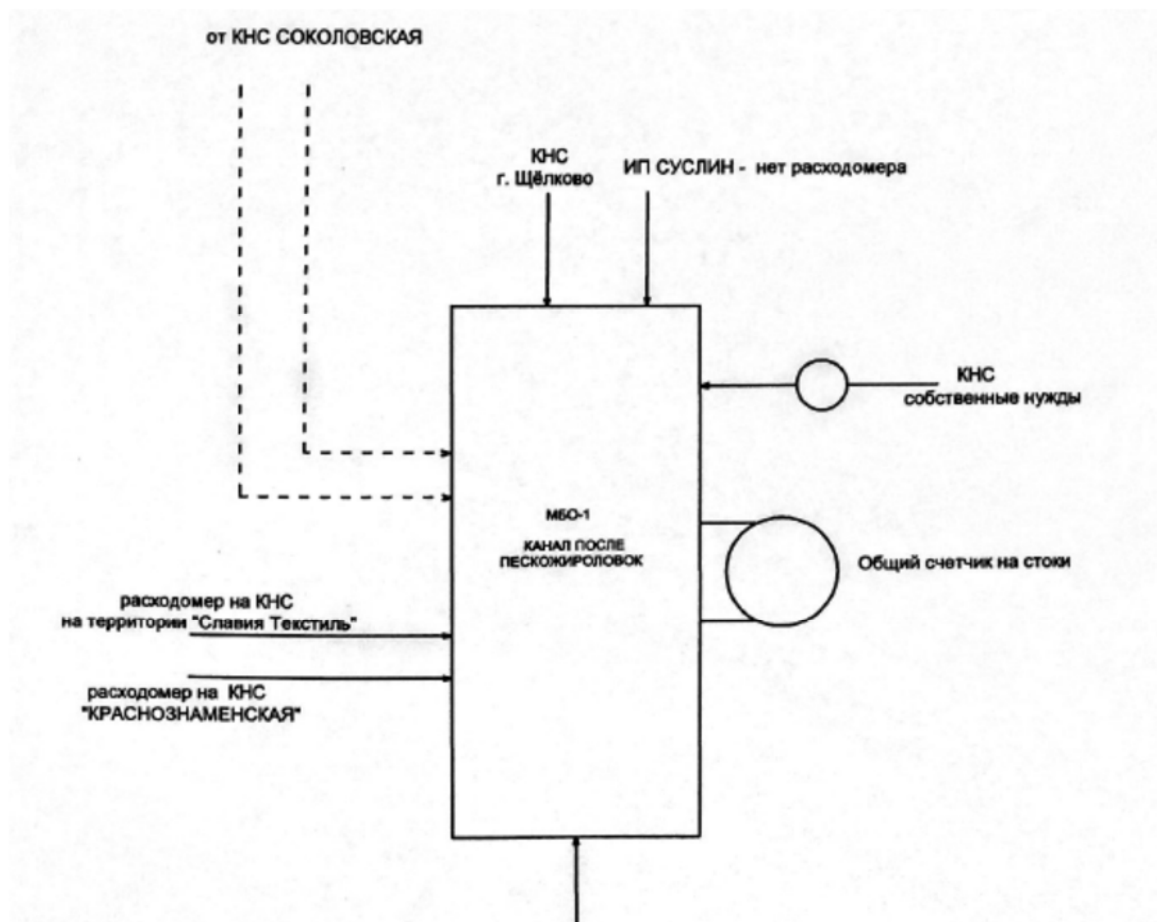 от КНС СОКОЛОВСКАЯ
КНС
г. Щёлково
ИП СУСЛИН - нет расходомера
КНС
собственные нужды
МБО-1
КАНАЛ ПОСЛЕ
ПЕСКОЖИРОЛОВОК
Общий счетчик на стоки
расходомер на КНС
на территории "Славия Текстиль"
расходомер на КНС
"КРАСНОЗНАМЕНСКАЯ"